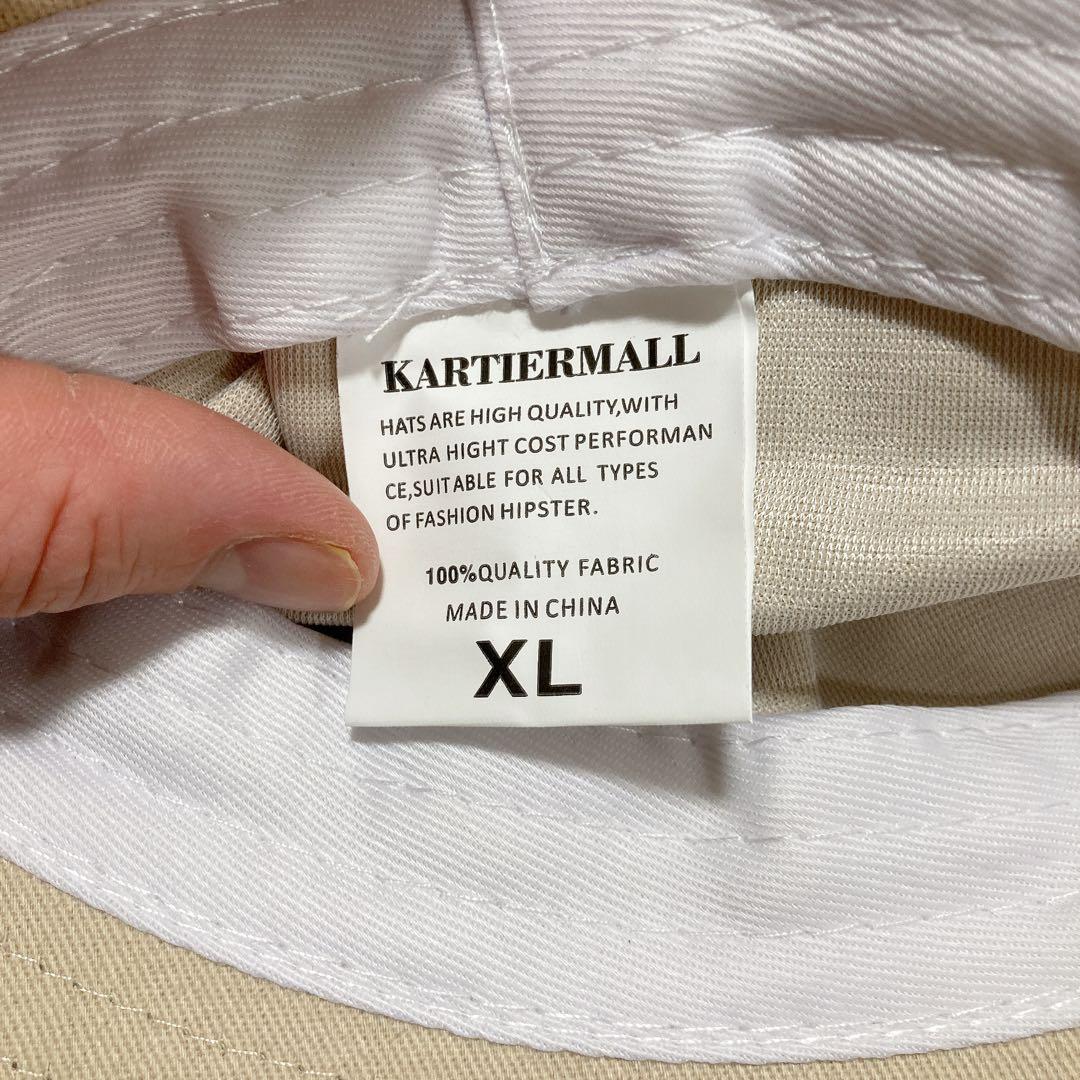 KARTIERMALL
HATS ARE HIGH QUALITY,WITH
ULTRA HIGHT COST PERFORMAN
CE,SUITABLE FOR ALL TYPES
OF FASHION HIPSTER.
100%QUALITY FABRIC
MADE IN CHINA
XL